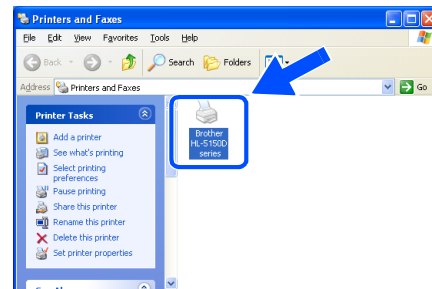 Printers and Faxes
File Edit View Favorites Tools Help
Back Search Folders
Address Printers and Faxes Go
Printer Tasks
Add a printer
See what's printing
Select printing
preferences
Pause printing
Share this printer
Rename this printer
Delete this printer
Set printer properties
Brother
HL-5150D
series